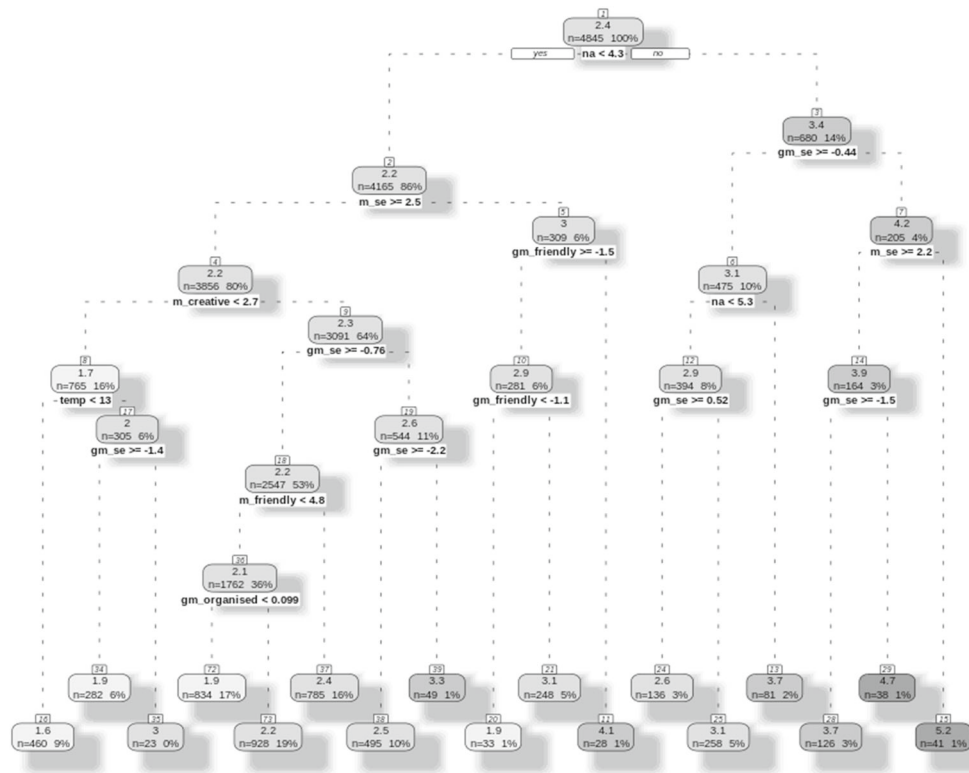 1
2.4
n=4845 100%
yes na < 4.3 no
3
3.4
n=680 14%
gm_se >= -0.44
2
2.2
n=4165 86%
m_se >= 2.5
5
3
n=309 6%
gm_friendly >= -1.5
7
4.2
n=205 4%
m_se >= 2.2
4
2.2
n=3856 80%
m_creative < 2.7
6
3.1
n=475 10%
na < 5.3
9
2.3
n=3091 64%
gm_se >= -0.76
8
1.7
n=765 16%
temp < 13
10
2.9
n=281 6%
gm_friendly < -1.1
12
2.9
n=394 8%
gm_se >= 0.52
14
3.9
n=164 3%
gm_se >= -1.5
17
2
n=305 6%
gm_se >= -1.4
19
2.6
n=544 11%
gm_se >= -2.2
18
2.2
n=2547 53%
m_friendly < 4.8
36
2.1
n=1762 36%
gm_organised < 0.099
34
1.9
n=282 6%
72
1.9
n=834 17%
37
2.4
n=785 16%
39
3.3
n=49 1%
21
3.1
n=248 5%
24
2.6
n=136 3%
13
3.7
n=81 2%
29
4.7
n=38 1%
16
1.6
n=460 9%
35
3
n=23 0%
73
2.2
n=928 19%
38
2.5
n=495 10%
20
1.9
n=33 1%
11
4.1
n=28 1%
25
3.1
n=258 5%
28
3.7
n=126 3%
15
5.2
n=41 1%